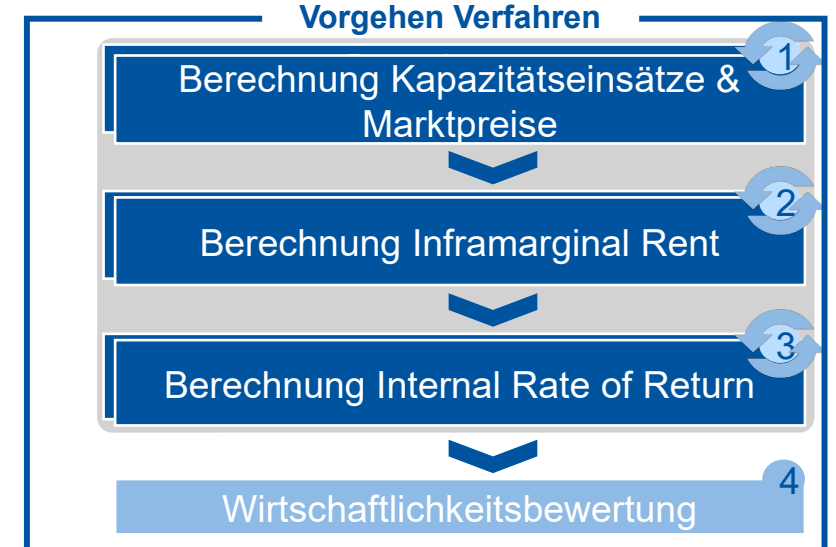 Vorgehen Verfahren
1
Berechnung Kapazitätseinsätze &
Marktpreise
2
Berechnung Inframarginal Rent
3
Berechnung Internal Rate of Return
4
Wirtschaftlichkeitsbewertung